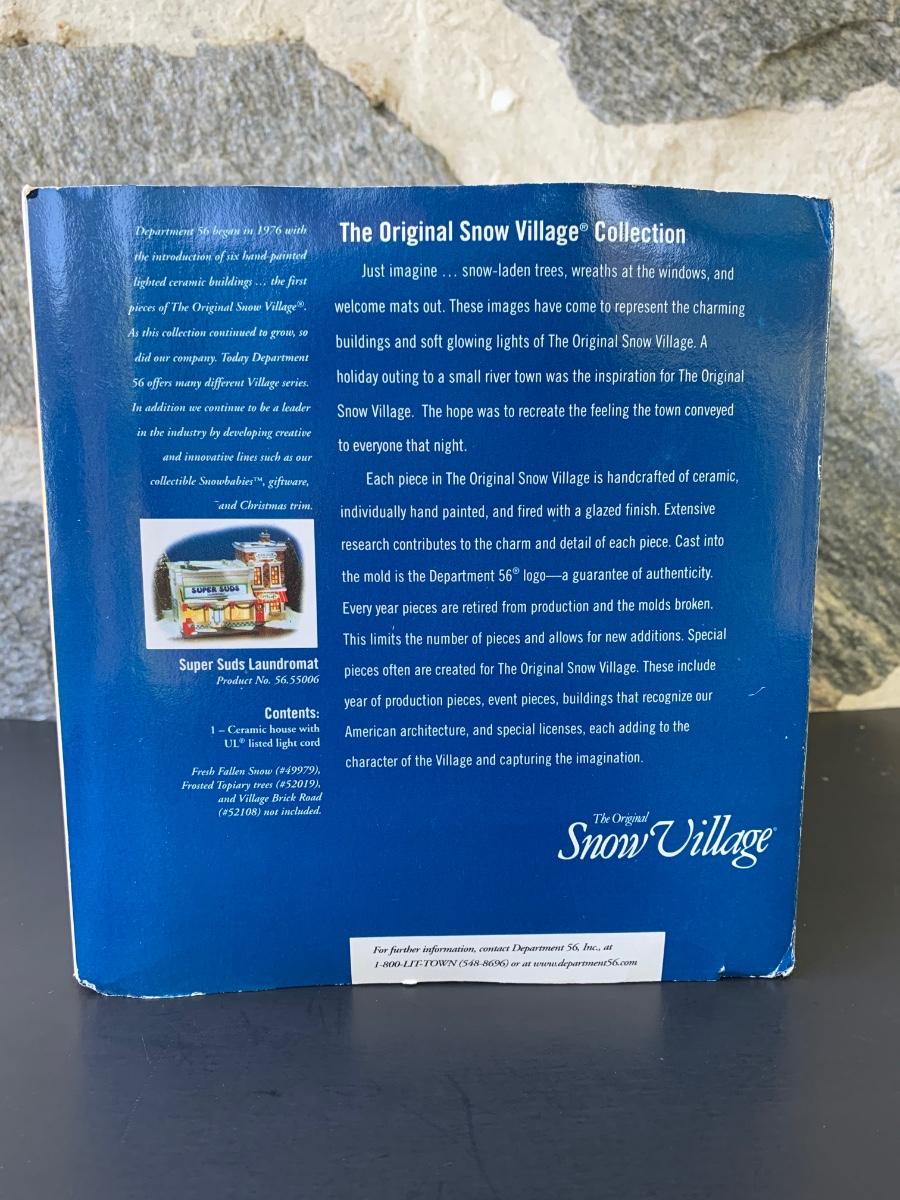 Department 56 began in 1976 with
the introduction of six hand-painted
lighted ceramic buildings ... the first
pieces of The Original Snow Village®.
As this collection continued to grow, so
did our company. Today Department
56 offers many different Village series.
In addition we continue to be a leader
in the industry by developing creative
and innovative lines such as our
collectible Snowbabies™, giftware,
and Christmas trim.
SUPER SUDS
Super Suds Laundromat
Product No. 56.55006
Contents:
1 – Ceramic house with
UL® listed light cord
Fresh Fallen Snow (#49979),
Frosted Topiary trees (#52019),
and Village Brick Road
(#52108) not included.
The Original Snow Village® Collection
Just imagine ... snow-laden trees, wreaths at the windows, and
welcome mats out. These images have come to represent the charming
buildings and soft glowing lights of The Original Snow Village. A
holiday outing to a small river town was the inspiration for The Original
Snow Village. The hope was to recreate the feeling the town conveyed
to everyone that night.
Each piece in The Original Snow Village is handcrafted of ceramic,
individually hand painted, and fired with a glazed finish. Extensive
research contributes to the charm and detail of each piece. Cast into
the mold is the Department 56® logo—a guarantee of authenticity.
Every year pieces are retired from production and the molds broken.
This limits the number of pieces and allows for new additions. Special
pieces often are created for The Original Snow Village. These include
year of production pieces, event pieces, buildings that recognize our
American architecture, and special licenses, each adding to the
character of the Village and capturing the imagination.
The Original
Snow Village®
For further information, contact Department 56, Inc., at
1-800-LIT-TOWN (548-8696) or at www.department56.com